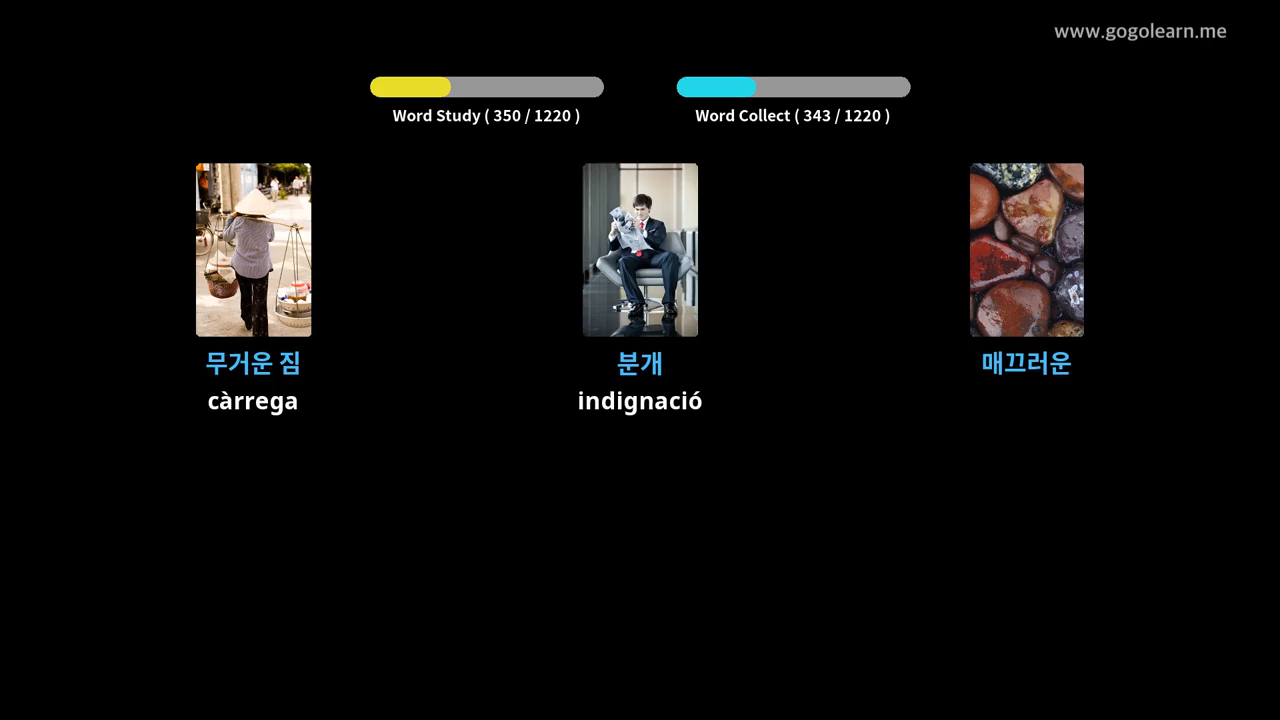 www.gogolearn.me
Word Study ( 350 / 1220 )
Word Collect ( 343 / 1220 )
무거운 짐
càrrega
분개
indignació
매끄러운